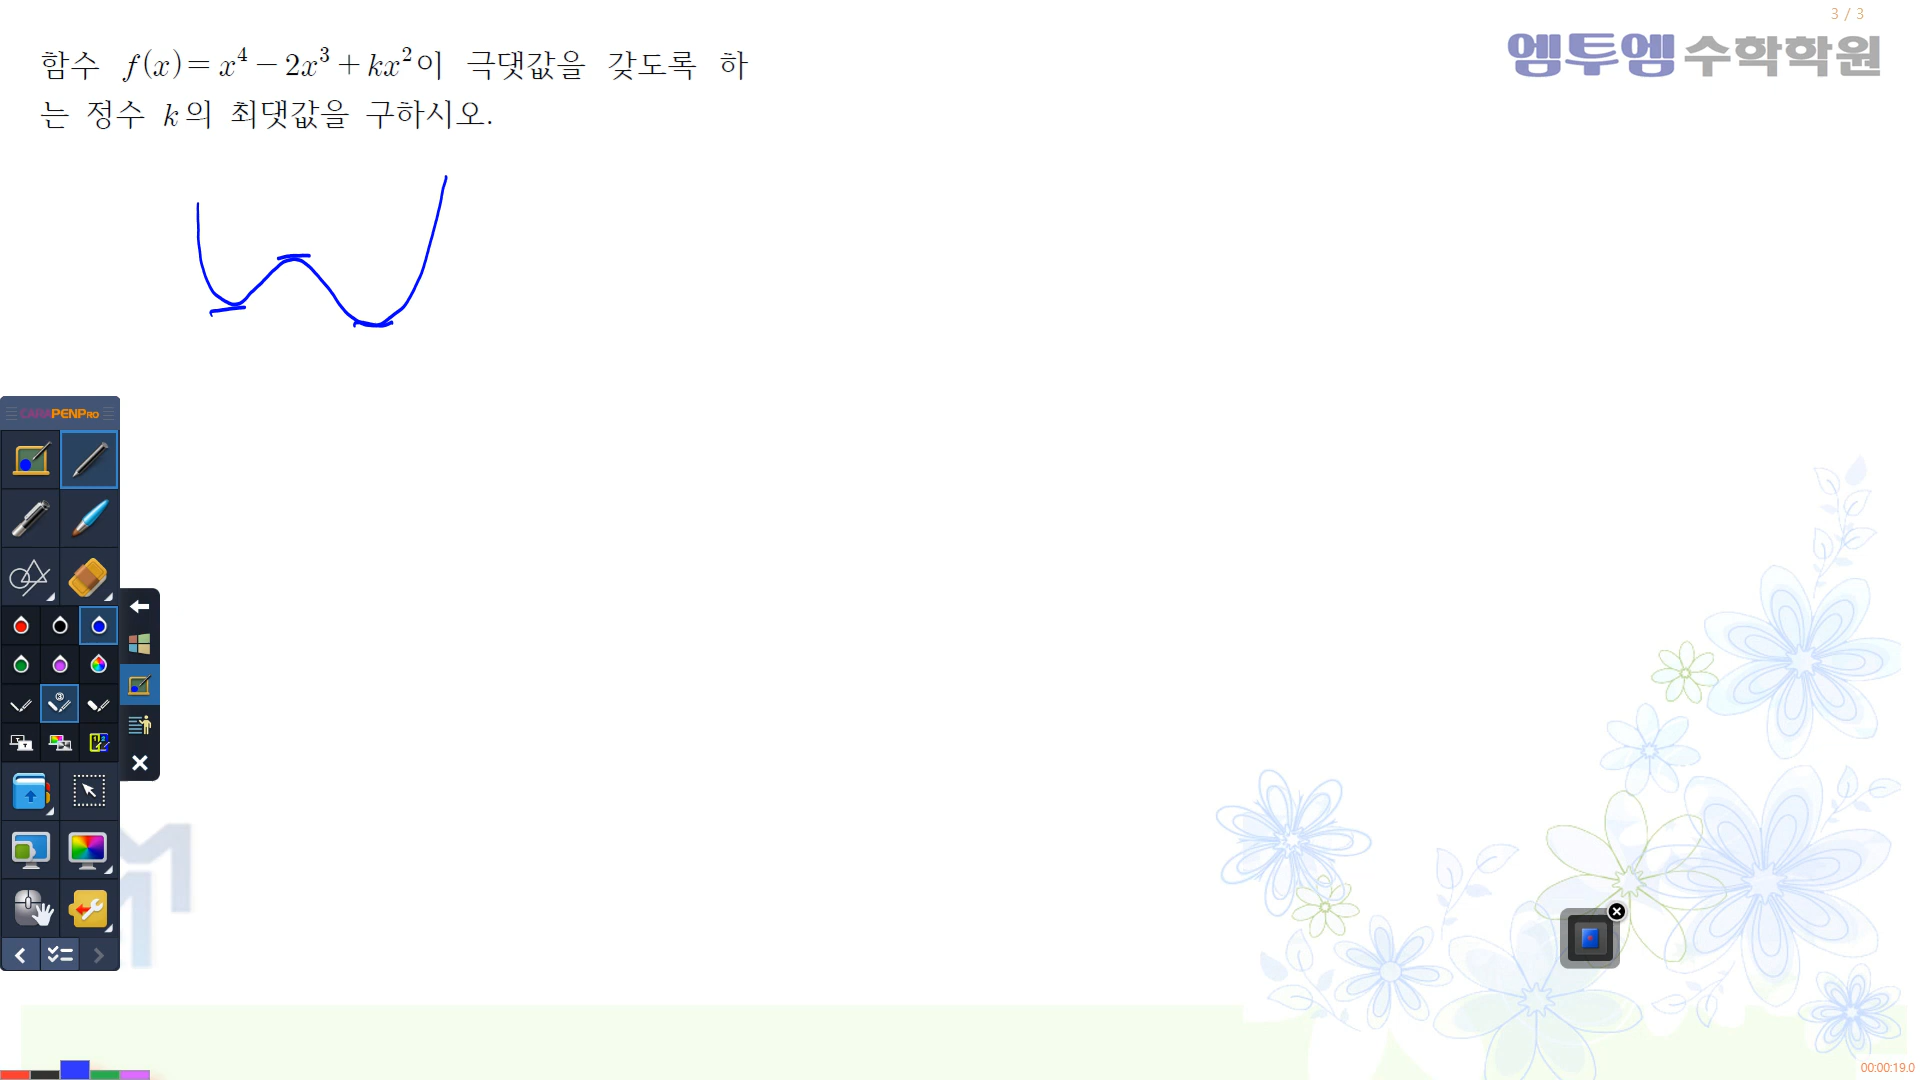 3 / 3
엠투엠 수학학원
함수 f(x)=x⁴−2x³+kx²이 극댓값을 갖도록 하
는 정수 k의 최댓값을 구하시오.
CAMPENPRO
00:00:19.0